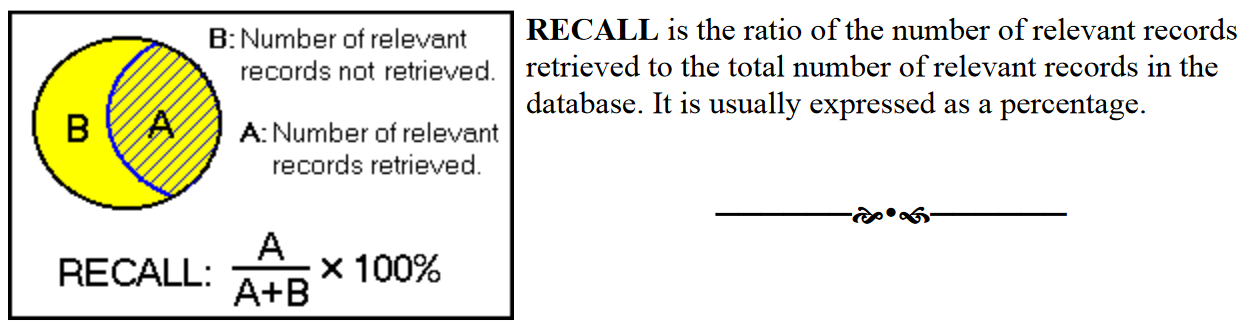 B: Number of relevant
records not retrieved.
B
A
A: Number of relevant
records retrieved.
RECALL: A
A+B
× 100%
RECALL is the ratio of the number of relevant records
retrieved to the total number of relevant records in the
database. It is usually expressed as a percentage.